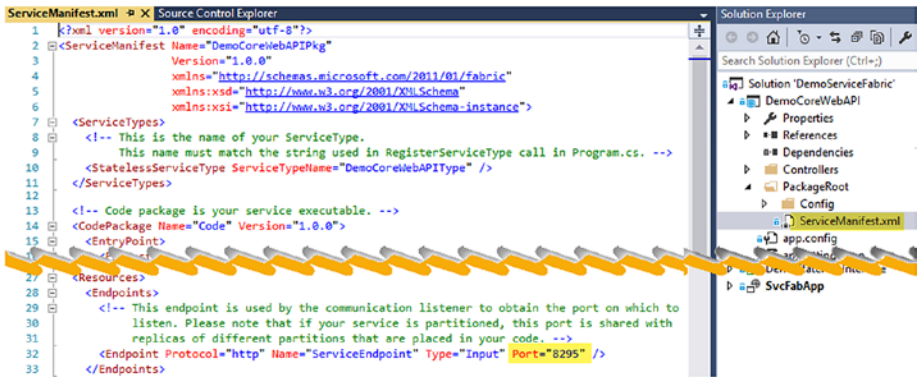 ServiceManifest.xml Source Control Explorer
1 <?xml version="1.0" encoding="utf-8"?>
2 <ServiceManifest Name="DemoCoreWebAPIPkg"
3 Version="1.0.0"
4 xmlns="http://schemas.microsoft.com/2011/01/fabric"
5 xmlns:xsd="http://www.w3.org/2001/XMLSchema"
6 xmlns:xsi="http://www.w3.org/2001/XMLSchema-instance">
7 <ServiceTypes>
8 <!-- This is the name of your ServiceType.
9 This name must match the string used in RegisterServiceType call in Program.cs. -->
10 <StatelessServiceType ServiceTypeName="DemoCoreWebAPIType" />
11 </ServiceTypes>
12
13 <!-- Code package is your service executable. -->
14 <CodePackage Name="Code" Version="1.0.0">
15 <EntryPoint>
27 <Resources>
28 <Endpoints>
29 <!-- This endpoint is used by the communication listener to obtain the port on which to
30 listen. Please note that if your service is partitioned, this port is shared with
31 replicas of different partitions that are placed in your code. -->
32 <Endpoint Protocol="http" Name="ServiceEndpoint" Type="Input" Port="8295" />
33 </Endpoints>
Solution Explorer
Search Solution Explorer (Ctrl+;)
Solution 'DemoServiceFabric'
DemoCoreWebAPI
Properties
References
Dependencies
Controllers
PackageRoot
Config
ServiceManifest.xml
app.config
SvcFabApp